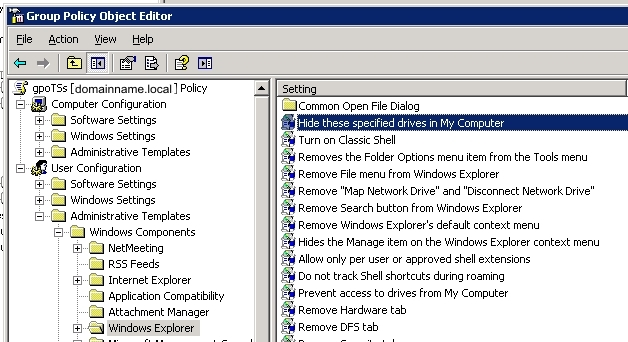 Group Policy Object Editor
File Action View Help
gpoTSs [domainname.local] Policy
Computer Configuration
Software Settings
Windows Settings
Administrative Templates
User Configuration
Software Settings
Windows Settings
Administrative Templates
Windows Components
NetMeeting
RSS Feeds
Internet Explorer
Application Compatibility
Attachment Manager
Windows Explorer
Setting
Common Open File Dialog
Hide these specified drives in My Computer
Turn on Classic Shell
Removes the Folder Options menu item from the Tools menu
Remove File menu from Windows Explorer
Remove "Map Network Drive" and "Disconnect Network Drive"
Remove Search button from Windows Explorer
Remove Windows Explorer's default context menu
Hides the Manage item on the Windows Explorer context menu
Allow only per user or approved shell extensions
Do not track Shell shortcuts during roaming
Prevent access to drives from My Computer
Remove Hardware tab
Remove DFS tab